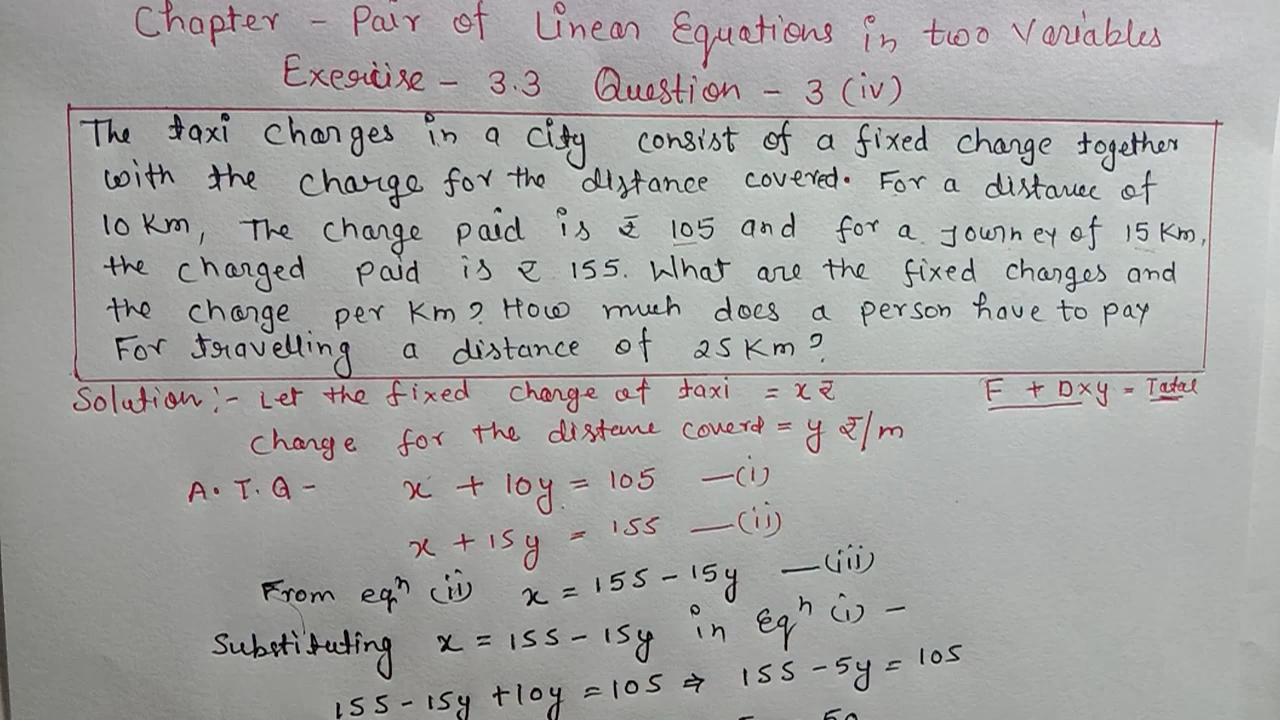 Chapter - Pair of Linear Equations in two Variables
Exercise - 3.3 Question - 3 (iv)
The taxi charges in a city consist of a fixed charge together
with the charge for the distance covered. For a distance of
10 Km, The charge paid is ₹ 105 and for a Journey of 15 Km,
the charged paid is ₹ 155. What are the fixed charges and
the charge per Km? How much does a person have to pay
For travelling a distance of 25 Km?
Solution:- Let the fixed charge of taxi = x ₹ F + D×y = Total
Charge for the distance coverd = y ₹/m
A.T.Q - x + 10y = 105 —(i)
x + 15y = 155 —(ii)
From eqⁿ (ii) x = 155 - 15y —(iii)
Substituting x = 155 - 15y in Eqⁿ (i) -
155 - 15y + 10y = 105 ⇒ 155 - 5y = 105